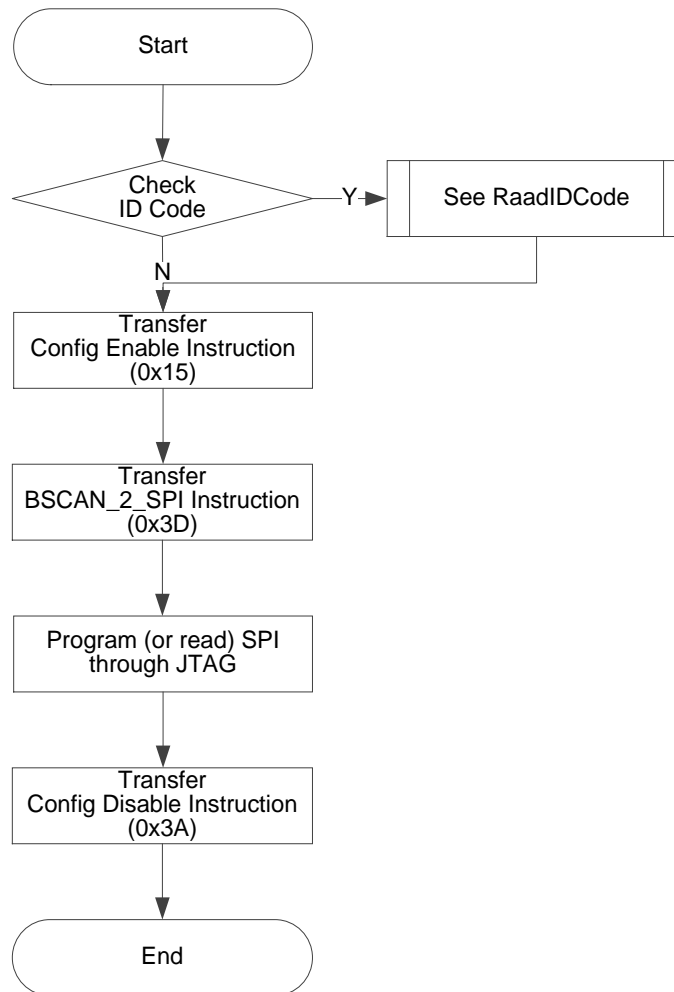 Start
Check
ID Code
Y
See RaadIDCode
N
Transfer
Config Enable Instruction
(0x15)
Transfer
BSCAN_2_SPI Instruction
(0x3D)
Program (or read) SPI
through JTAG
Transfer
Config Disable Instruction
(0x3A)
End